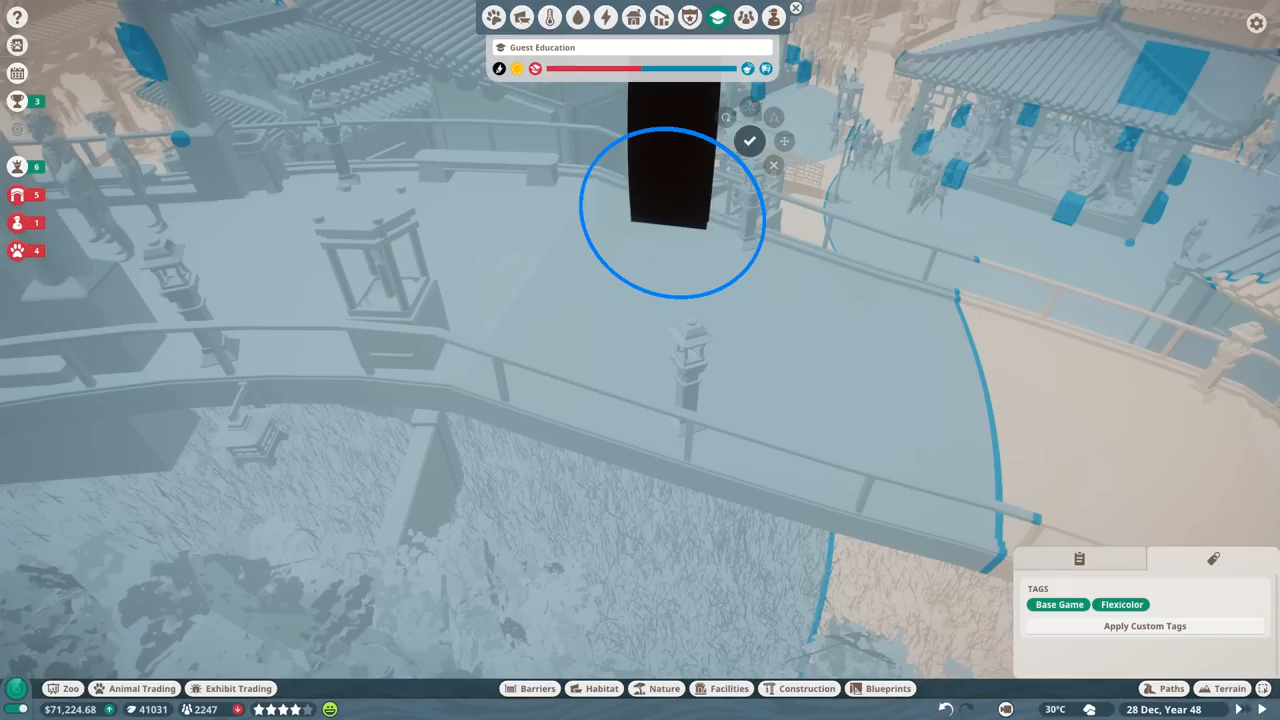 Guest Education
3
6
5
1
4
TAGS
Base Game Flexicolor
Apply Custom Tags
Zoo Animal Trading Exhibit Trading Barriers Habitat Nature Facilities Construction Blueprints Paths Terrain
$71,224.68 41031 2247 30°C 28 Dec, Year 48